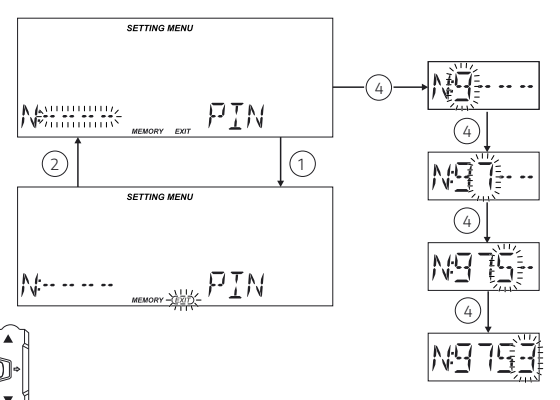 SETTING MENU
N:-- -- -- -- PIN
MEMORY EXIT
4
N:9-- -- --
4
2
1
N:97-- --
SETTING MENU
4
N:975--
N:-- -- -- -- PIN
MEMORY EXIT
4
N:9753